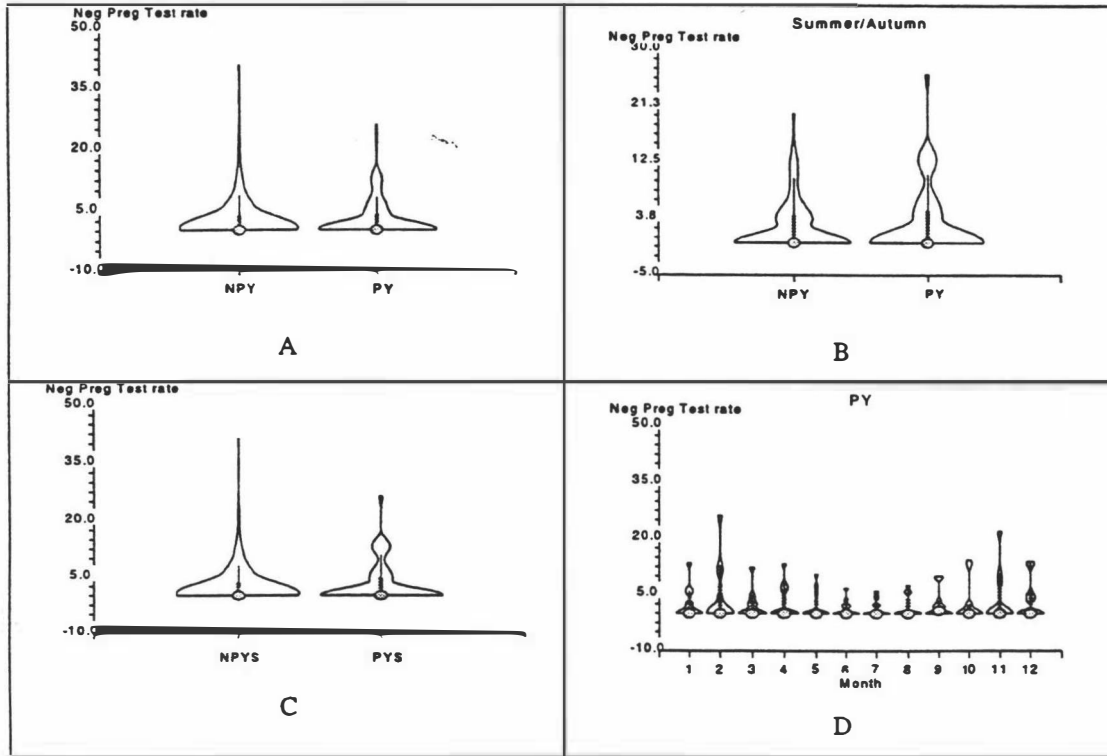 Neg Preg Test rate
50.0
35.0
20.0
5.0
-10.0
NPY PY
A
Summer/Autumn
Neg Preg Test rate
30.0
21.3
12.5
3.8
-5.0
NPY PY
B
Neg Preg Test rate
50.0
35.0
20.0
5.0
-10.0
NPYS PYS
C
PY
Neg Preg Test rate
50.0
35.0
20.0
5.0
-10.0
1 2 3 4 5 6 7 8 9 10 11 12
Month
D